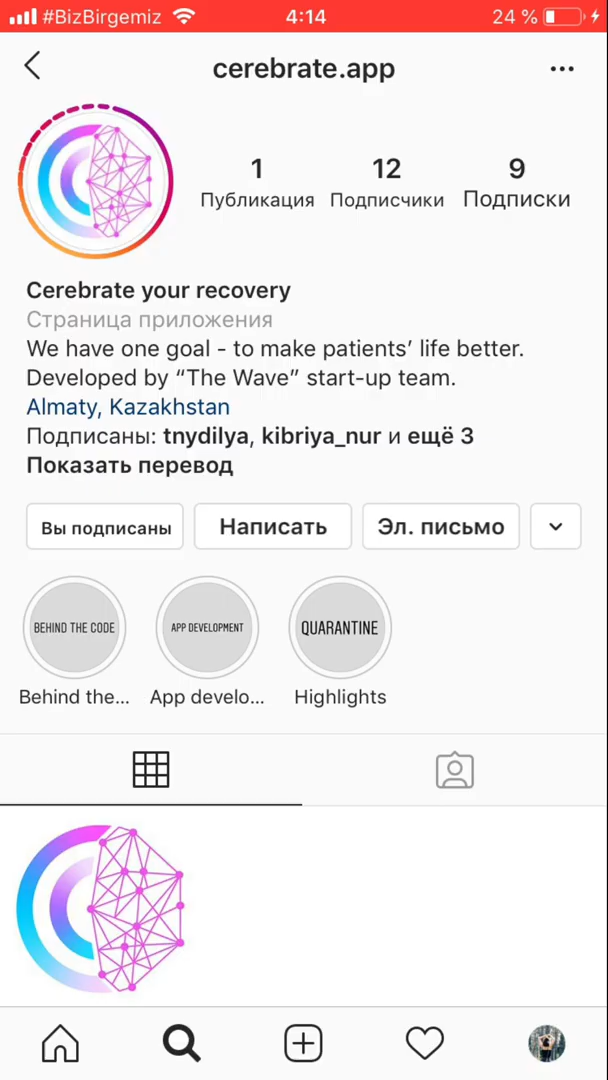 #BizBirgemiz 4:14 24 %
cerebrate.app
1 12 9
Публикация Подписчики Подписки
Cerebrate your recovery
Страница приложения
We have one goal - to make patients’ life better.
Developed by “The Wave” start-up team.
Almaty, Kazakhstan
Подписаны: tnydilya, kibriya_nur и ещё 3
Показать перевод
Вы подписаны Написать Эл. письмо
BEHIND THE CODE APP DEVELOPMENT QUARANTINE
Behind the... App develo... Highlights